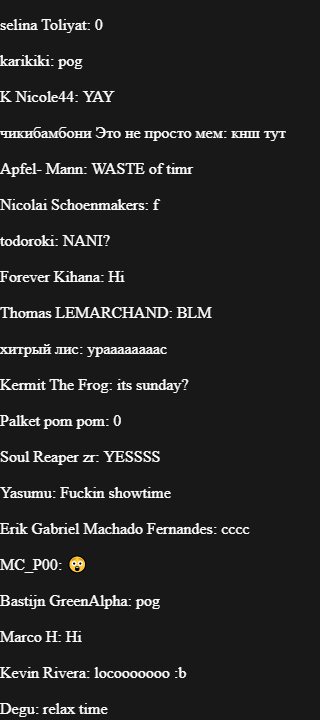 selina Toliyat: 0
karikiki: pog
K Nicole44: YAY
чикибамбони Это не просто мем: кнш тут
Apfel- Mann: WASTE of timr
Nicolai Schoenmakers: f
todoroki: NANI?
Forever Kihana: Hi
Thomas LEMARCHAND: BLM
хитрый лис: урааааааааас
Kermit The Frog: its sunday?
Palket pom pom: 0
Soul Reaper zr: YESSSS
Yasumu: Fuckin showtime
Erik Gabriel Machado Fernandes: cccc
MC_P00: 😳
Bastijn GreenAlpha: pog
Marco H: Hi
Kevin Rivera: locooooooo :b
Degu: relax time